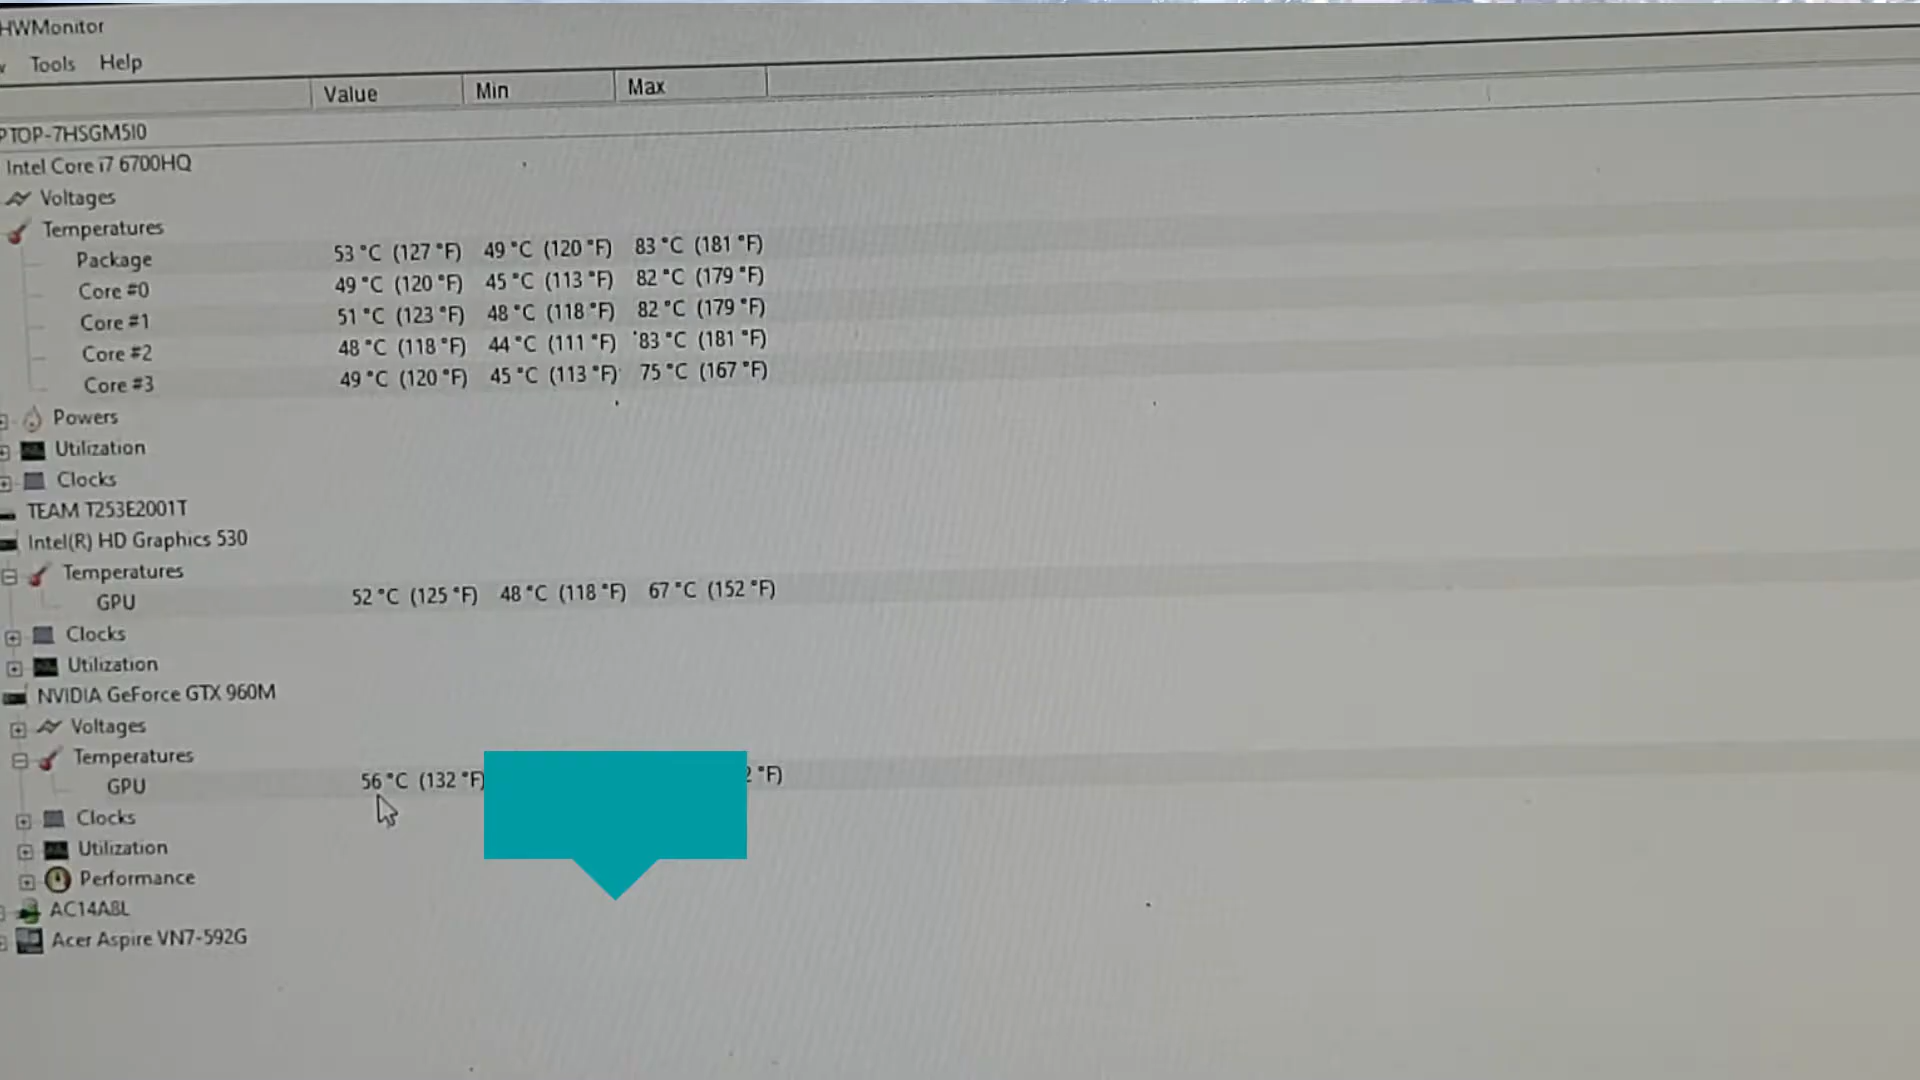 HWMonitor
Tools Help
Value Min Max
PTOP-7HSGM5I0
Intel Core i7 6700HQ
Voltages
Temperatures
Package 53 °C (127 °F) 49 °C (120 °F) 83 °C (181 °F)
Core #0 49 °C (120 °F) 45 °C (113 °F) 82 °C (179 °F)
Core #1 51 °C (123 °F) 48 °C (118 °F) 82 °C (179 °F)
Core #2 48 °C (118 °F) 44 °C (111 °F) 83 °C (181 °F)
Core #3 49 °C (120 °F) 45 °C (113 °F) 75 °C (167 °F)
Powers
Utilization
Clocks
TEAM T253E2001T
Intel(R) HD Graphics 530
Temperatures
GPU 52 °C (125 °F) 48 °C (118 °F) 67 °C (152 °F)
Clocks
Utilization
NVIDIA GeForce GTX 960M
Voltages
Temperatures
GPU 56 °C (132 °F) 2 °F)
Clocks
Utilization
Performance
AC14A8L
Acer Aspire VN7-592G